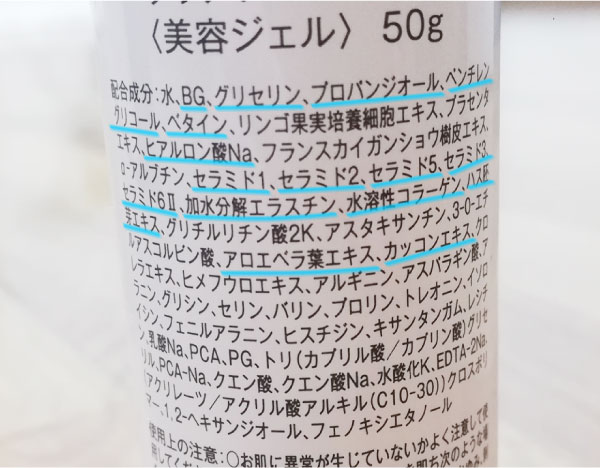 〈美容ジェル〉 50g
配合成分:水、BG、グリセリン、プロパンジオール、ペンチレン
グリコール、ベタイン、リンゴ果実培養細胞エキス、プラセンタ
エキス、ヒアルロン酸Na、フランスカイガンショウ樹皮エキス、
α-アルブチン、セラミド1、セラミド2、セラミド5、セラミド3、
セラミド6Ⅱ、加水分解エラスチン、水溶性コラーゲン、ハス胚
芽エキス、グリチルリチン酸2K、アスタキサンチン、3-O-エチ
ルアスコルビン酸、アロエベラ葉エキス、カッコンエキス、クロ
レラエキス、ヒメフウロエキス、アルギニン、アスパラギン酸、ア
ラニン、グリシン、セリン、バリン、プロリン、トレオニン、イソロ
イシン、フェニルアラニン、ヒスチジン、キサンタンガム、レシチ
ン、乳酸Na、PCA、PG、トリ(カプリル酸/カプリン酸)グリセ
リル、PCA-Na、クエン酸、クエン酸Na、水酸化K、EDTA-2Na、
(アクリレーツ/アクリル酸アルキル(C10-30))クロスポリ
マー、1,2-ヘキサンジオール、フェノキシエタノール
使用上の注意:○お肌に異常が生じていないかよく注意して使